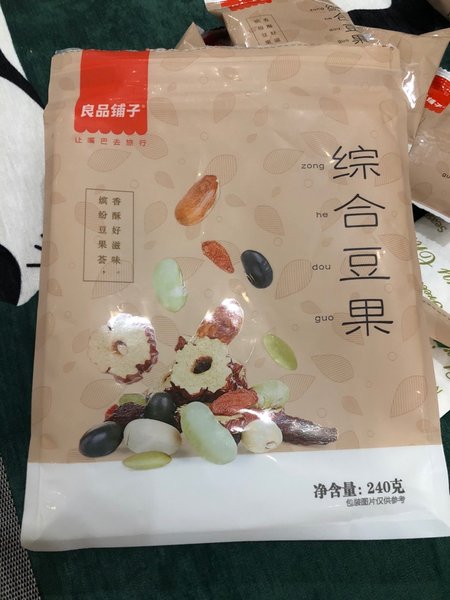 良品铺子®
让嘴巴去旅行
香酥好滋味，
缤纷豆果荟。
综合豆果
zong
he
dou
guo
净含量: 240克
包装图片仅供参考